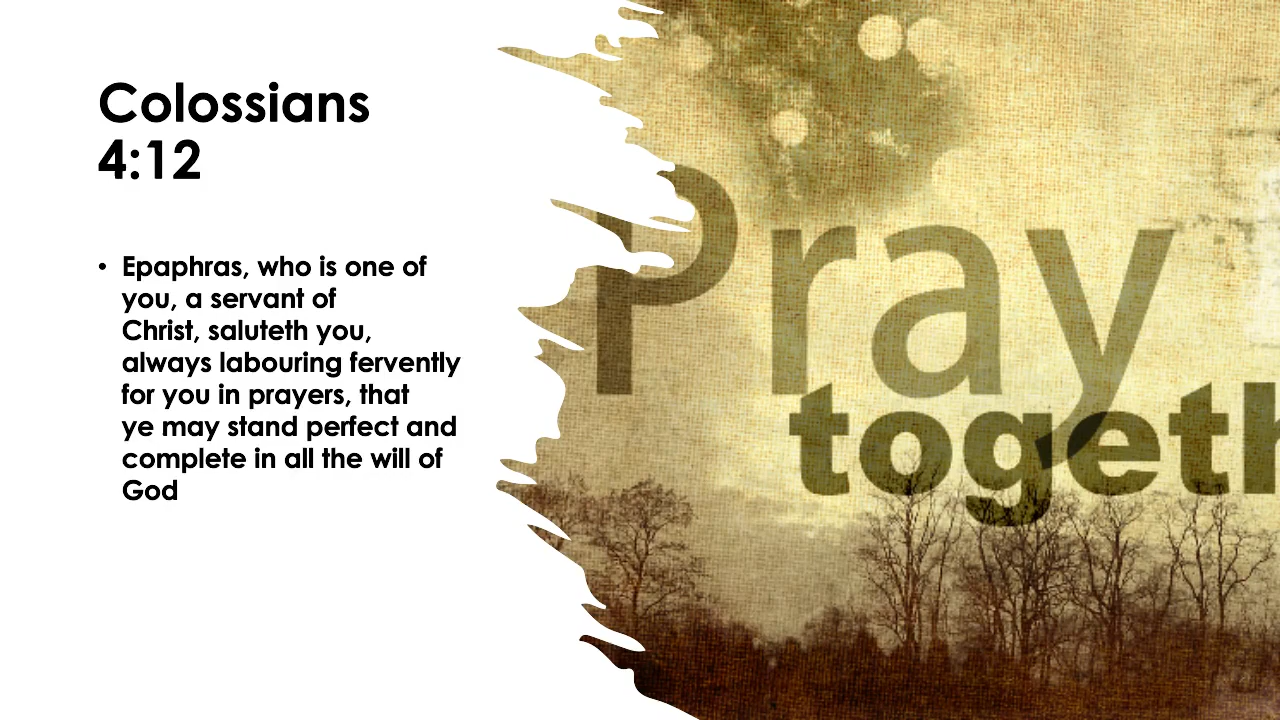 Colossians
4:12
• Epaphras, who is one of
you, a servant of
Christ, saluteth you,
always labouring fervently
for you in prayers, that
ye may stand perfect and
complete in all the will of
God
Pray
togeth